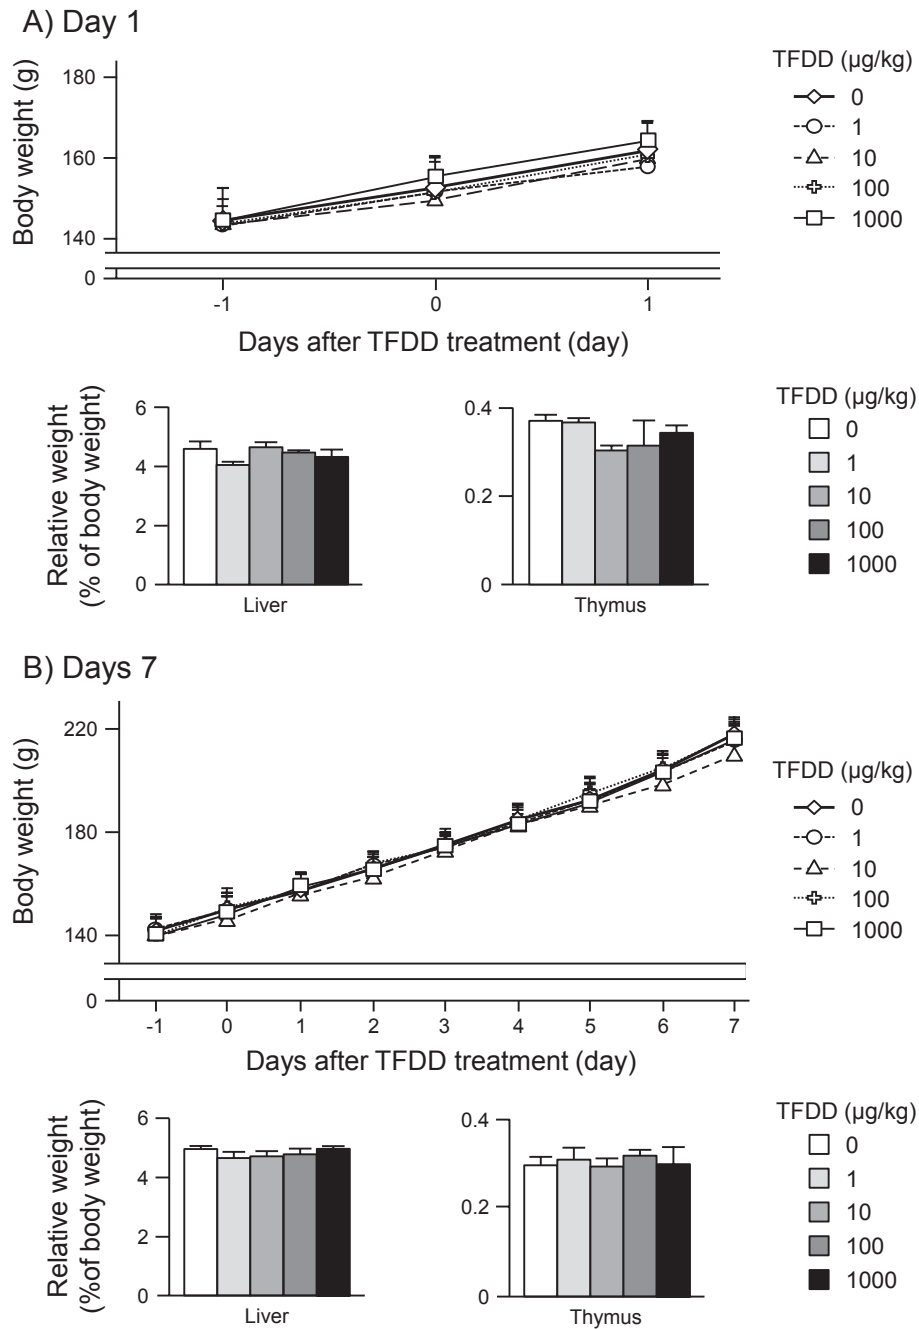 A) Day 1
Body weight (g)
180
160
140
0
-1 0 1
Days after TFDD treatment (day)
TFDD (µg/kg)
0
1
10
100
1000
Relative weight
(% of body weight)
6
4
2
0
Liver
0.4
0.2
0
Thymus
TFDD (µg/kg)
0
1
10
100
1000
B) Days 7
Body weight (g)
220
180
140
0
-1 0 1 2 3 4 5 6 7
Days after TFDD treatment (day)
TFDD (µg/kg)
0
1
10
100
1000
Relative weight
(%of body weight)
6
4
2
0
Liver
0.4
0.2
0
Thymus
TFDD (µg/kg)
0
1
10
100
1000